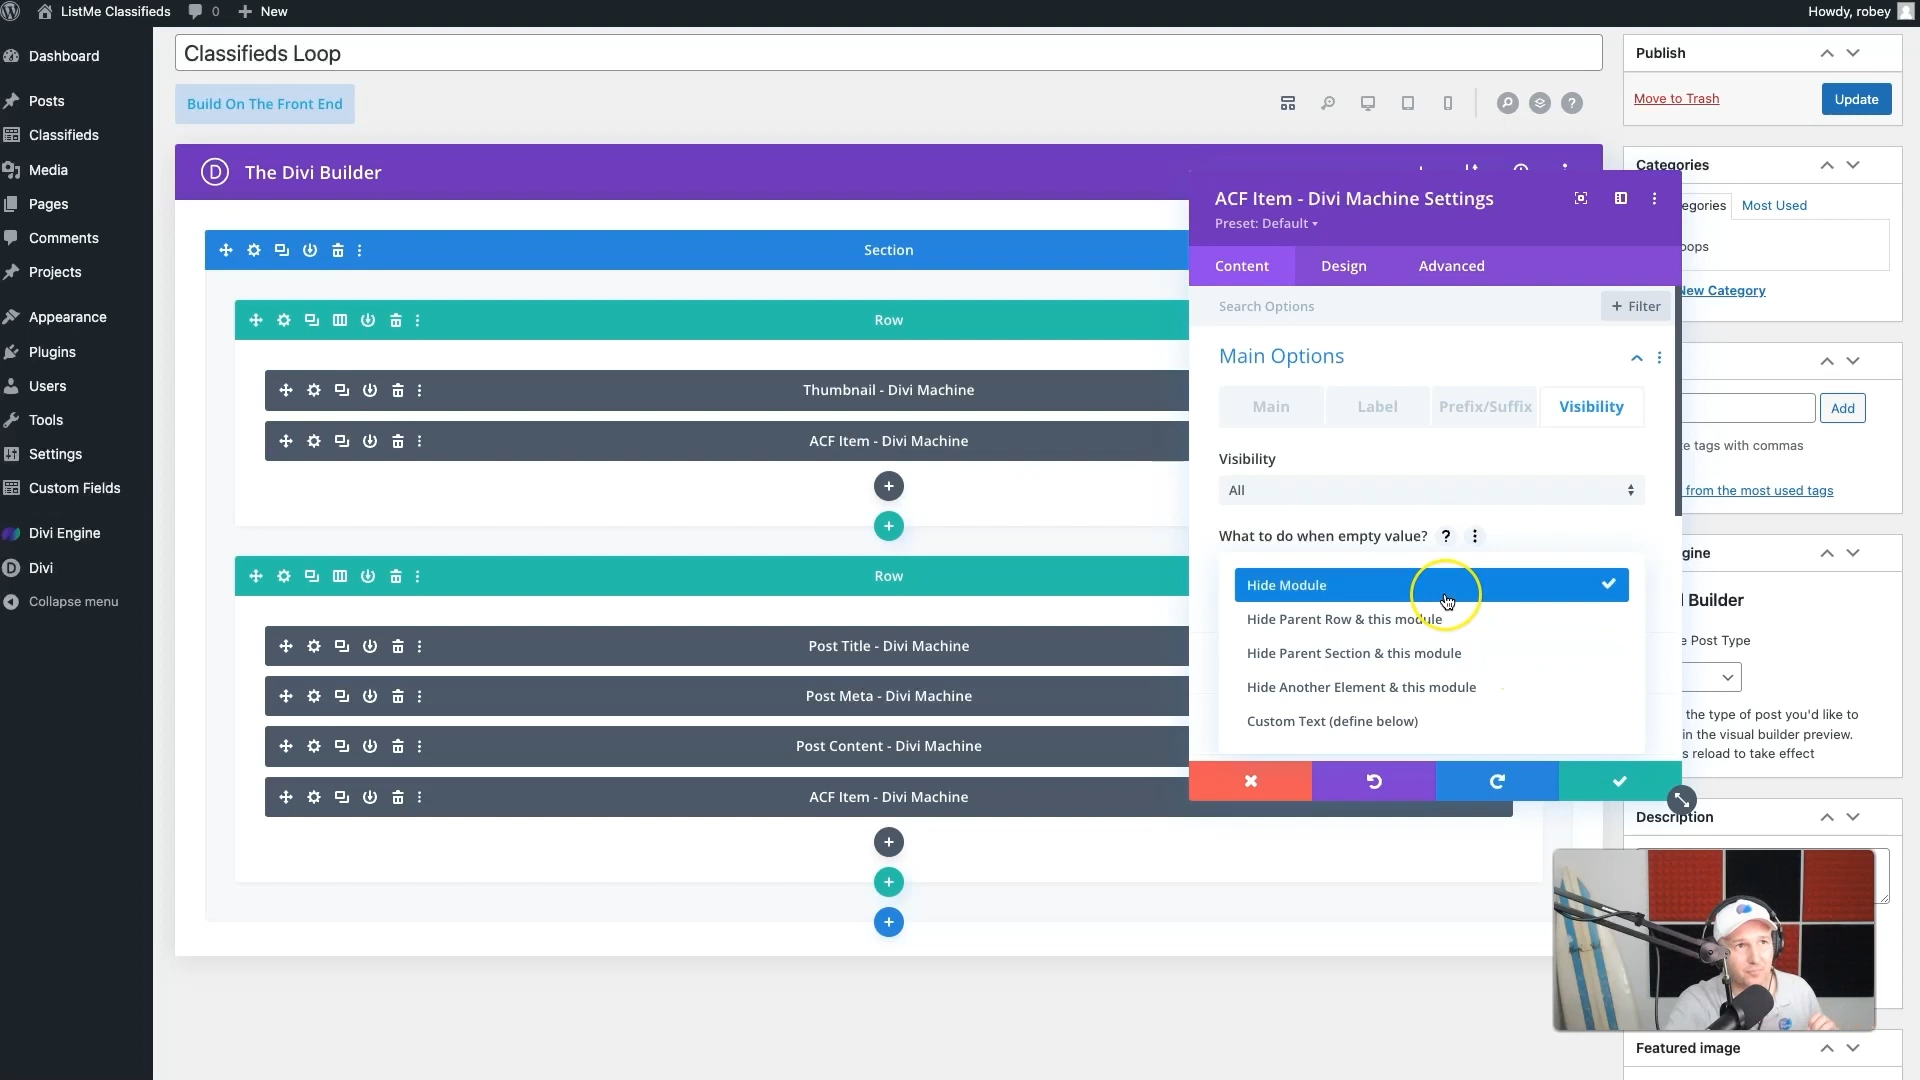 ListMe Classifieds
0
New
Howdy, robey
Dashboard
Posts
Classifieds
Media
Pages
Comments
Projects
Appearance
Plugins
Users
Tools
Settings
Custom Fields
Divi Engine
Divi
Collapse menu
Classifieds Loop
Build On The Front End
?
D The Divi Builder
Section
Row
Thumbnail - Divi Machine
ACF Item - Divi Machine
Row
Post Title - Divi Machine
Post Meta - Divi Machine
Post Content - Divi Machine
ACF Item - Divi Machine
ACF Item - Divi Machine Settings
Preset: Default
Content
Design
Advanced
Search Options
+ Filter
Main Options
Main
Label
Prefix/Suffix
Visibility
Visibility
All
What to do when empty value? ?
Hide Module
Hide Parent Row & this module
Hide Parent Section & this module
Hide Another Element & this module
Custom Text (define below)
Publish
Move to Trash
Update
Categories
egories
Most Used
oops
New Category
Add
te tags with commas
from the most used tags
gine
Builder
e Post Type
the type of post you'd like to
in the visual builder preview.
s reload to take effect
Description
Featured image